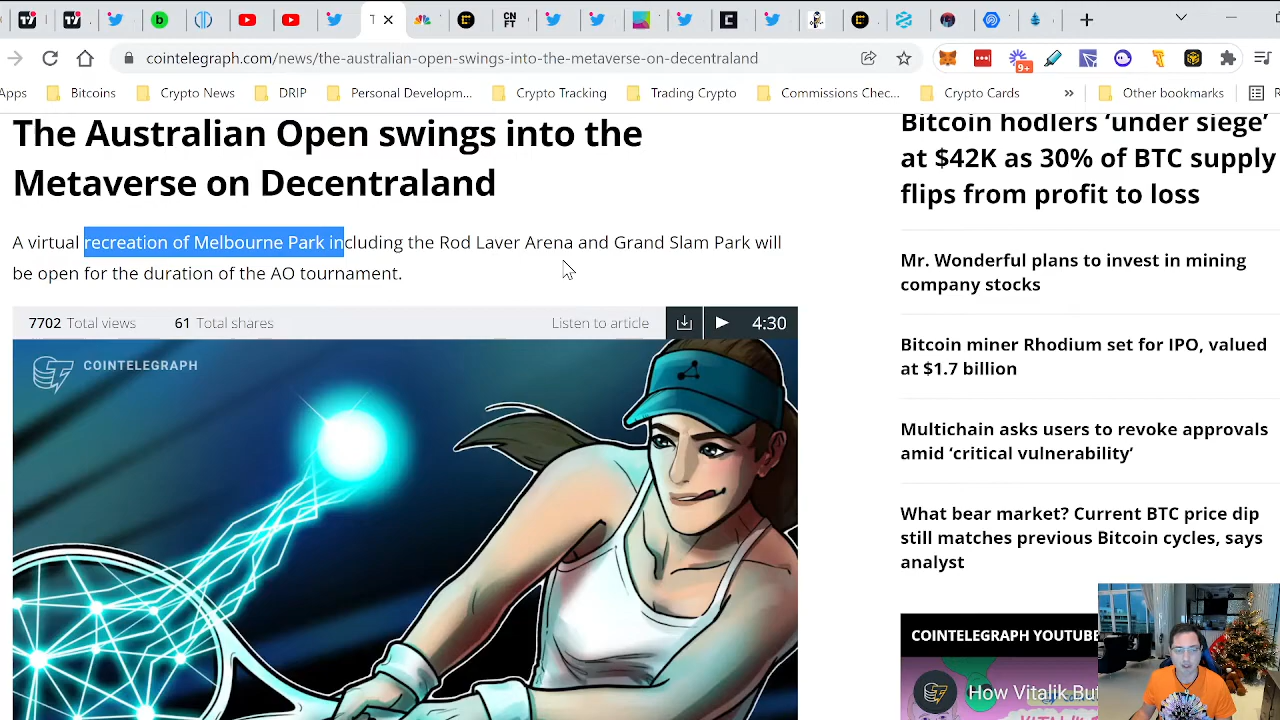 cointelegraph.com/news/the-australian-open-swings-into-the-metaverse-on-decentraland
9+
Apps
Bitcoins
Crypto News
DRIP
Personal Developm...
Crypto Tracking
Trading Crypto
Commissions Chec...
Crypto Cards
»
Other bookmarks
The Australian Open swings into the
Metaverse on Decentraland
A virtual recreation of Melbourne Park including the Rod Laver Arena and Grand Slam Park will
be open for the duration of the AO tournament.
7702 Total views
61 Total shares
Listen to article
4:30
COINTELEGRAPH
Bitcoin hodlers ‘under siege’
at $42K as 30% of BTC supply
flips from profit to loss
Mr. Wonderful plans to invest in mining
company stocks
Bitcoin miner Rhodium set for IPO, valued
at $1.7 billion
Multichain asks users to revoke approvals
amid ‘critical vulnerability’
What bear market? Current BTC price dip
still matches previous Bitcoin cycles, says
analyst
COINTELEGRAPH YOUTUBE
How Vitalik